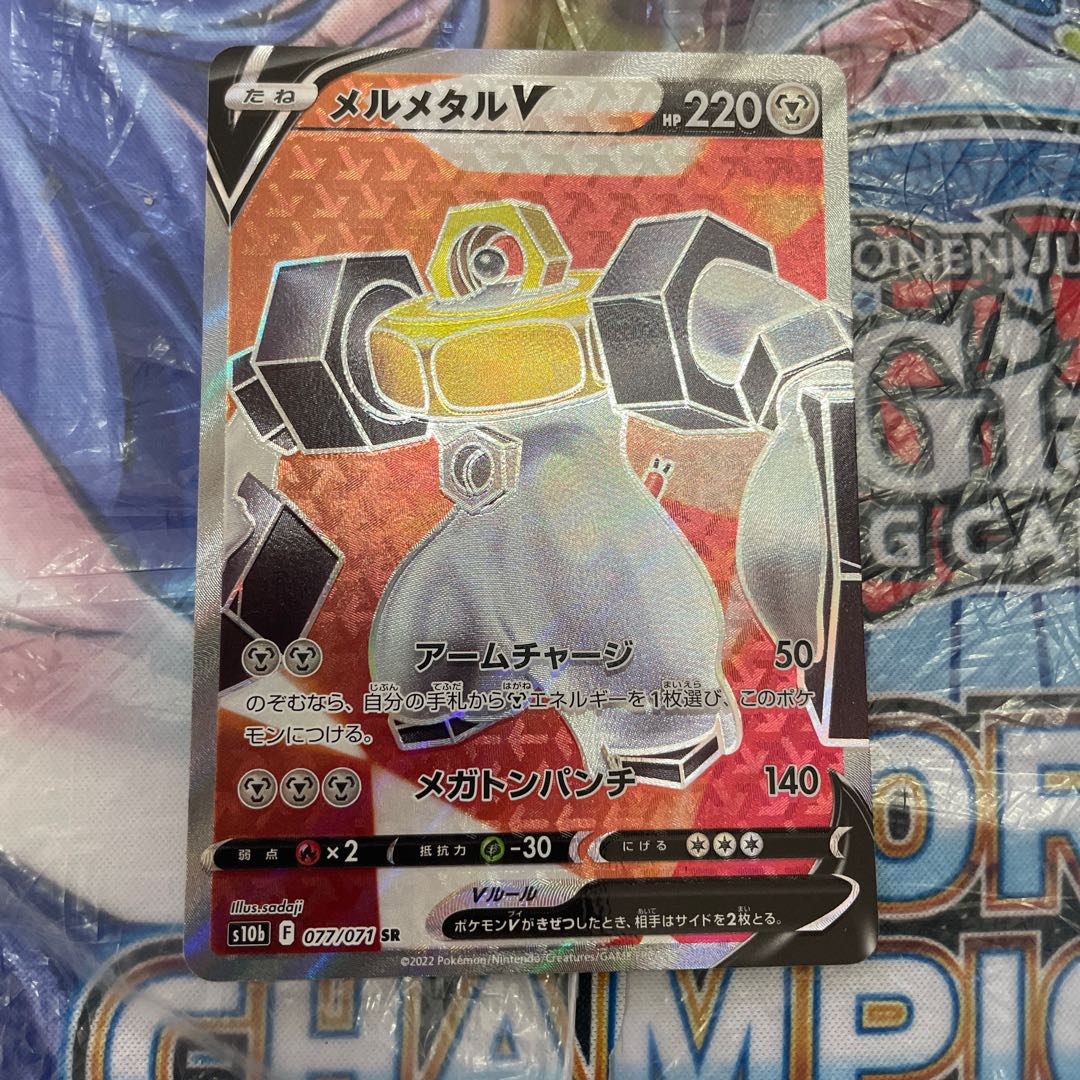 たね メルメタルV HP 220
アームチャージ 50
のぞむなら、自分の手札からエネルギーを1枚選び、このポケ
モンにつける。
メガトンパンチ 140
弱点 ×2 抵抗力 -30 にげる
Vルール
ポケモンVがきぜつしたとき、相手はサイドを2枚とる。
Illus.sadaji
s10b F 077/071 SR
©2022 Pokémon/Nintendo/Creatures/GAME
CHAMPIO